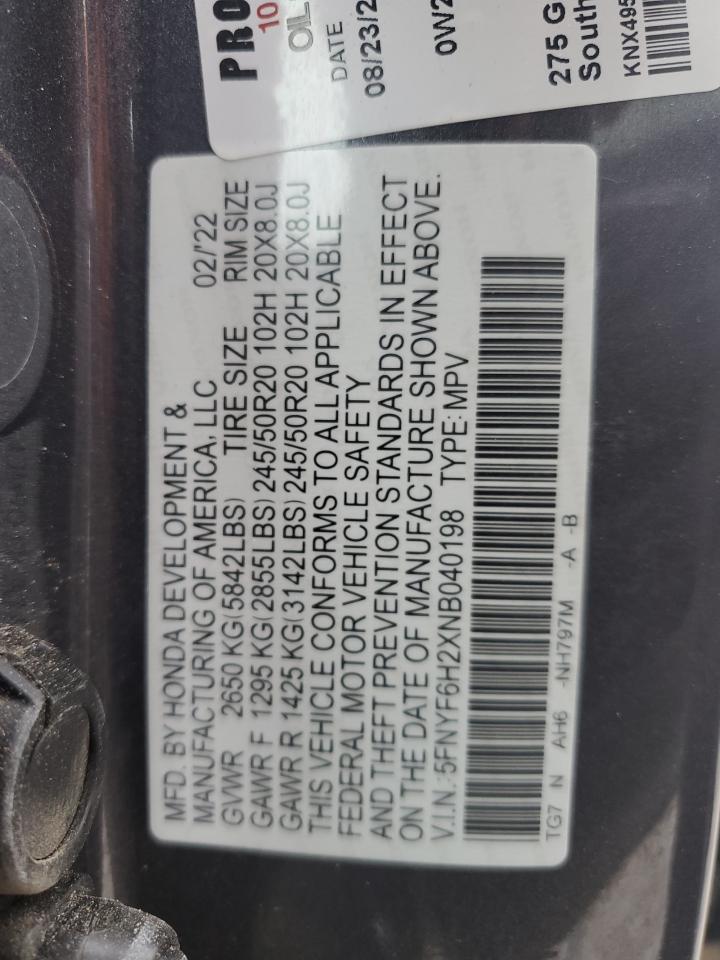 PRO
10
OIL
DATE
08/23/2
0W2
275 G
South
KNX495
MFD. BY HONDA DEVELOPMENT &
MANUFACTURING OF AMERICA, LLC 02/'22
GVWR 2650 KG(5842LBS) TIRE SIZE RIM SIZE
GAWR F 1295 KG(2855LBS) 245/50R20 102H 20X8.0J
GAWR R 1425 KG(3142LBS) 245/50R20 102H 20X8.0J
THIS VEHICLE CONFORMS TO ALL APPLICABLE
FEDERAL MOTOR VEHICLE SAFETY
AND THEFT PREVENTION STANDARDS IN EFFECT
ON THE DATE OF MANUFACTURE SHOWN ABOVE.
V.I.N.:5FNYF6H2XNB040198 TYPE: MPV
TG7 N AH6 -NH797M -A -B